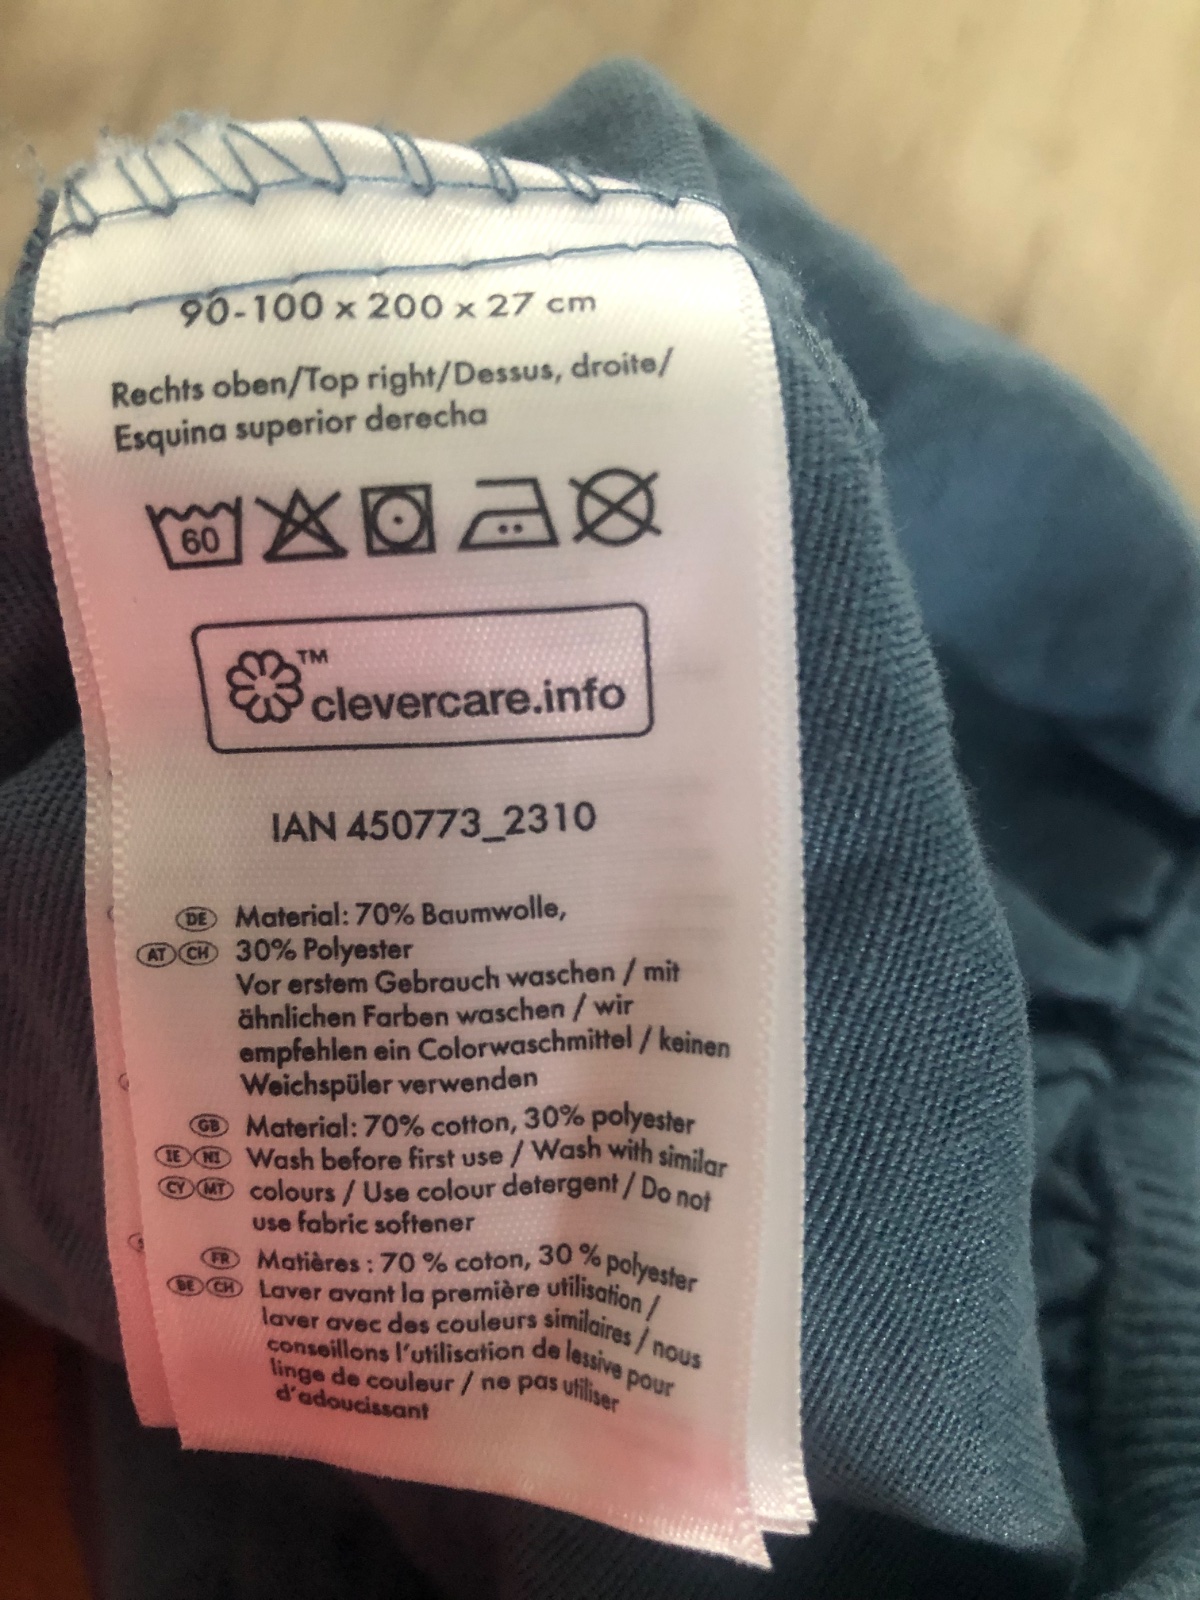 90-100 x 200 x 27 cm
Rechts oben/Top right/Dessus, droite/
Esquina superior derecha
60
TM
clevercare.info
IAN 450773_2310
DE Material: 70% Baumwolle,
AT CH 30% Polyester
Vor erstem Gebrauch waschen / mit
ähnlichen Farben waschen / wir
empfehlen ein Colorwaschmittel / keinen
Weichspüler verwenden
GB Material: 70% cotton, 30% polyester
IE NI Wash before first use / Wash with similar
CY MT colours / Use colour detergent / Do not
use fabric softener
FR Matières : 70 % coton, 30 % polyester
BE CH Laver avant la première utilisation /
laver avec des couleurs similaires / nous
conseillons l'utilisation de lessive pour
linge de couleur / ne pas utiliser
d'adoucissant